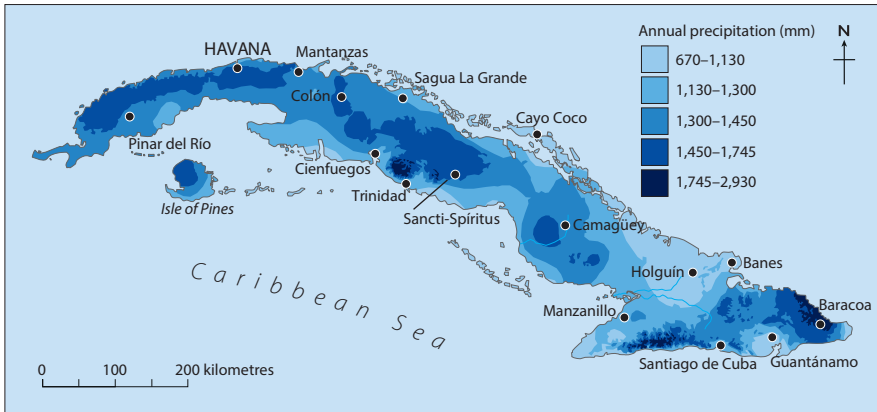 Annual precipitation (mm)
N
670–1,130
1,130–1,300
1,300–1,450
1,450–1,745
1,745–2,930
HAVANA
Mantanzas
Sagua La Grande
Colón
Cayo Coco
Pinar del Río
Cienfuegos
Trinidad
Isle of Pines
Sancti-Spíritus
Camagüey
Caribbean Sea
Holguín
Banes
Manzanillo
Baracoa
Santiago de Cuba
Guantánamo
0 100 200 kilometres